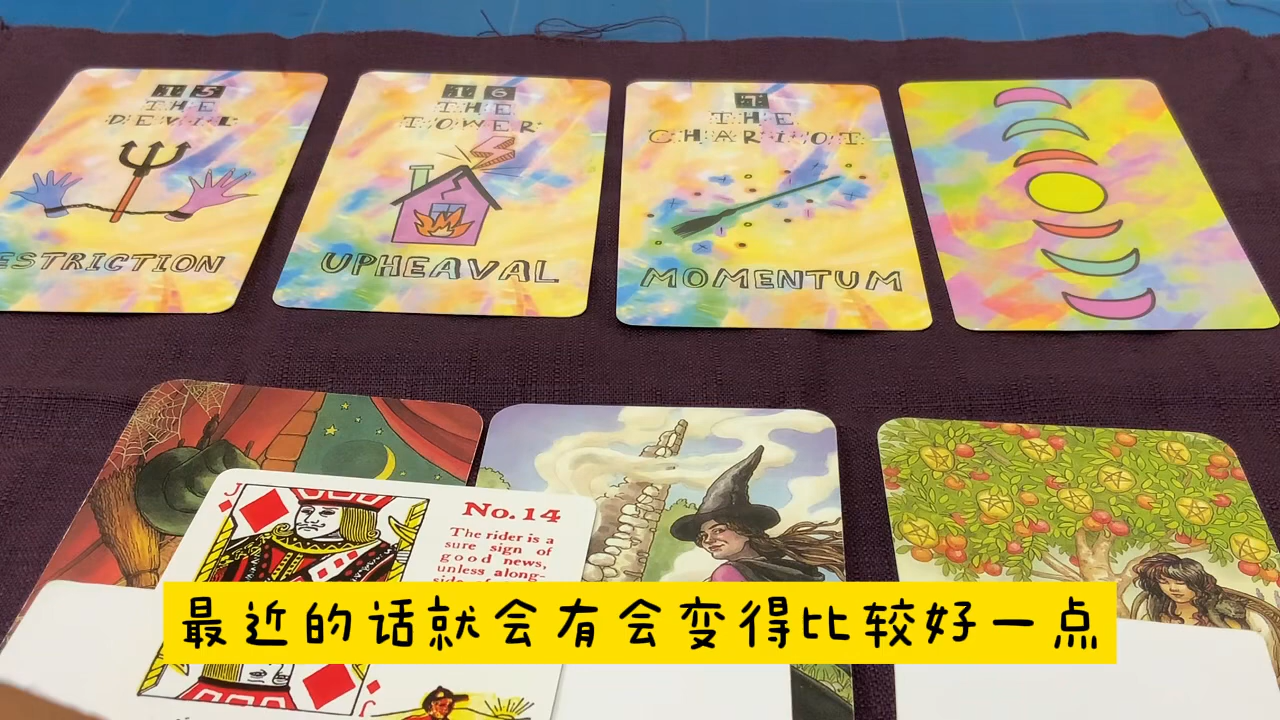 15
THE
DEVIL
ESTRICTION
16
THE
TOWER
UPHEAVAL
7
THE
CHARIOT
MOMENTUM
J
No. 14
The rider is a
sure sign of
good news,
unless along-
最近的话就会有会变得比较好一点
J